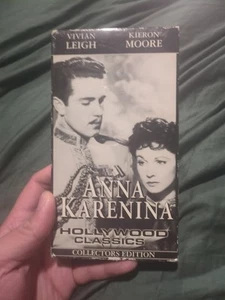 VIVIAN KIERON
LEIGH MOORE
ANNA
KARENINA
HOLLYWOOD
CLASSICS
COLLECTORS EDITION